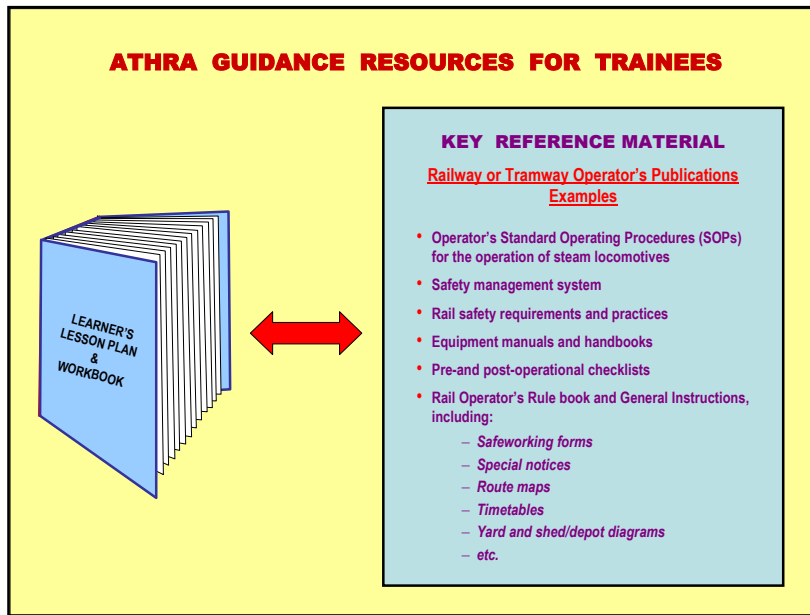 ATHRA GUIDANCE RESOURCES FOR TRAINEES
LEARNER'S
LESSON PLAN
&
WORKBOOK
KEY REFERENCE MATERIAL
Railway or Tramway Operator's Publications
Examples
• Operator's Standard Operating Procedures (SOPs)
for the operation of steam locomotives
• Safety management system
• Rail safety requirements and practices
• Equipment manuals and handbooks
• Pre-and post-operational checklists
• Rail Operator's Rule book and General Instructions,
including:
– Safeworking forms
– Special notices
– Route maps
– Timetables
– Yard and shed/depot diagrams
– etc.